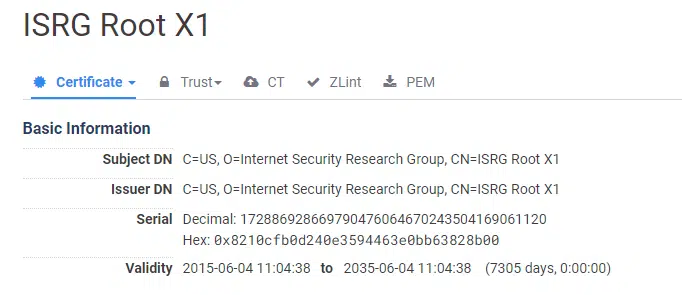 ISRG Root X1
Certificate Trust CT ZLint PEM
Basic Information
Subject DN C=US, O=Internet Security Research Group, CN=ISRG Root X1
Issuer DN C=US, O=Internet Security Research Group, CN=ISRG Root X1
Serial Decimal: 172886928669790476064670243504169061120
Hex: 0x8210cfb0d240e3594463e0bb63828b00
Validity 2015-06-04 11:04:38 to 2035-06-04 11:04:38 (7305 days, 0:00:00)